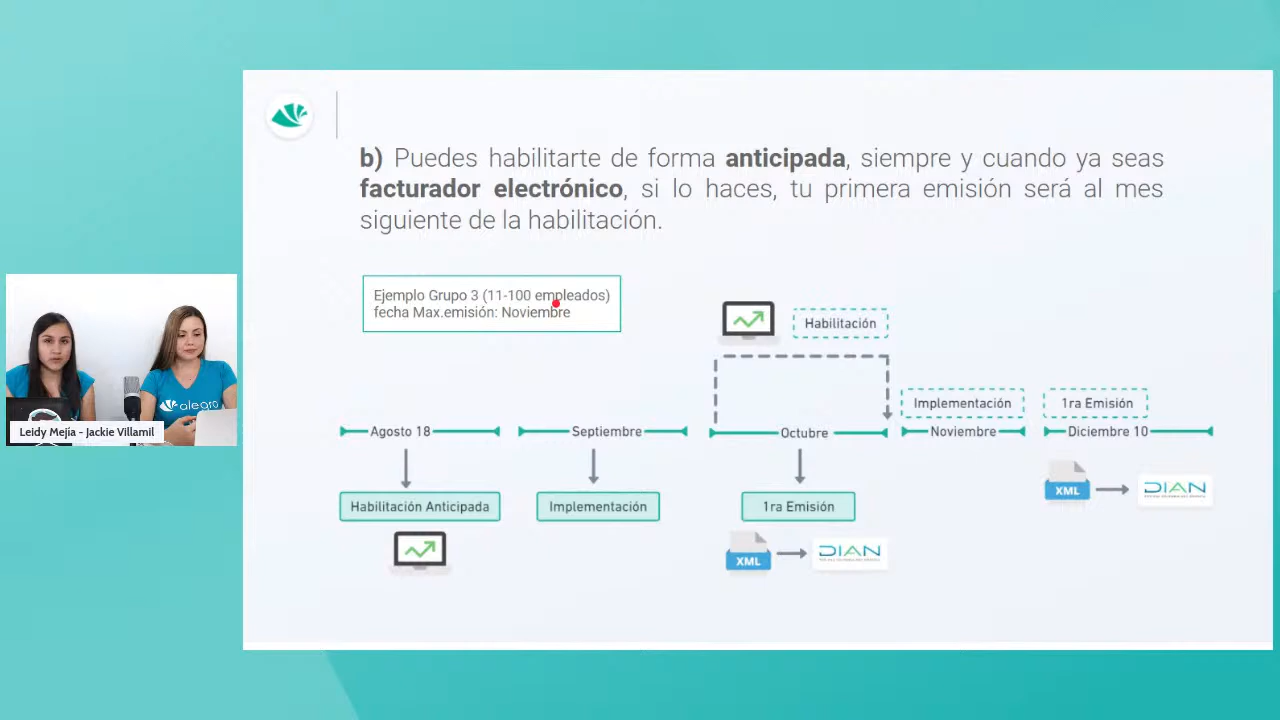 b) Puedes habilitarte de forma anticipada, siempre y cuando ya seas
facturador electrónico, si lo haces, tu primera emisión será al mes
siguiente de la habilitación.
Ejemplo Grupo 3 (11-100 empleados)
fecha Max.emisión: Noviembre
Habilitación
Implementación
1ra Emisión
Agosto 18
Septiembre
Octubre
Noviembre
Diciembre 10
XML
DIAN
Habilitación Anticipada
Implementación
1ra Emisión
XML
DIAN
alegra
Leidy Mejía - Jackie Villamil